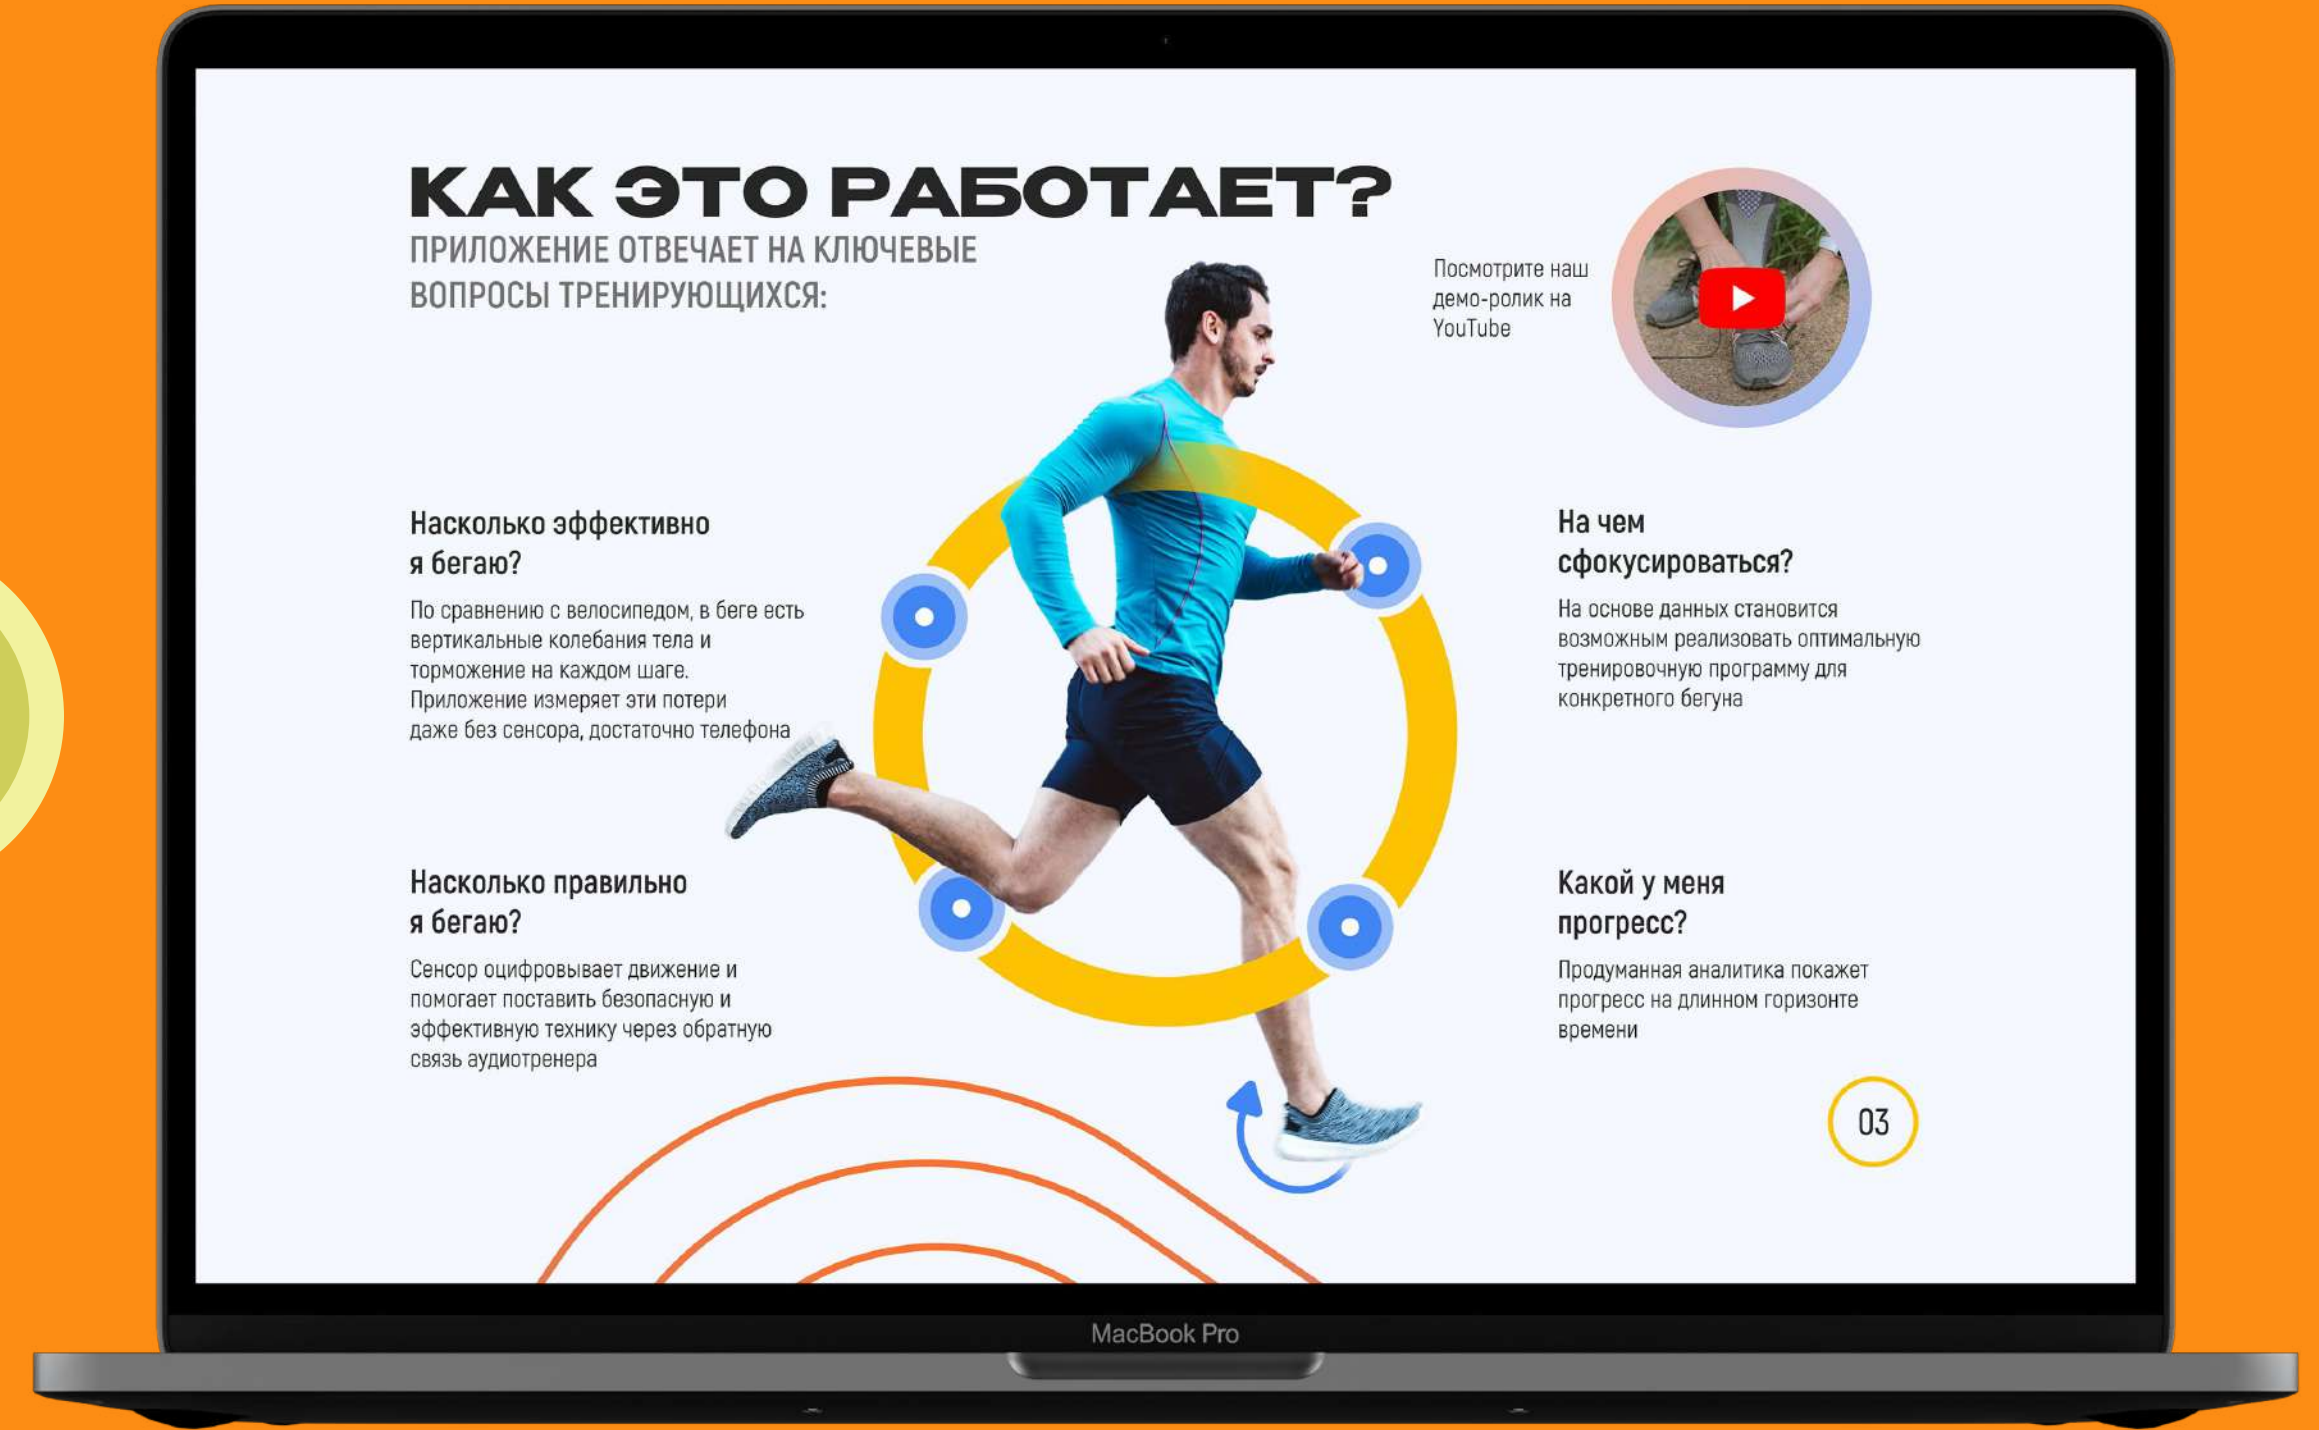 КАК ЭТО РАБОТАЕТ?
ПРИЛОЖЕНИЕ ОТВЕЧАЕТ НА КЛЮЧЕВЫЕ
ВОПРОСЫ ТРЕНИРУЮЩИХСЯ:
Посмотрите наш
демо-ролик на
YouTube
Насколько эффективно
я бегаю?
По сравнению с велосипедом, в беге есть
вертикальные колебания тела и
торможение на каждом шаге.
Приложение измеряет эти потери
даже без сенсора, достаточно телефона
Насколько правильно
я бегаю?
Сенсор оцифровывает движение и
помогает поставить безопасную и
эффективную технику через обратную
связь аудиотренера
На чем
сфокусироваться?
На основе данных становится
возможным реализовать оптимальную
тренировочную программу для
конкретного бегуна
Какой у меня
прогресс?
Продуманная аналитика покажет
прогресс на длинном горизонте
времени
03
MacBook Pro